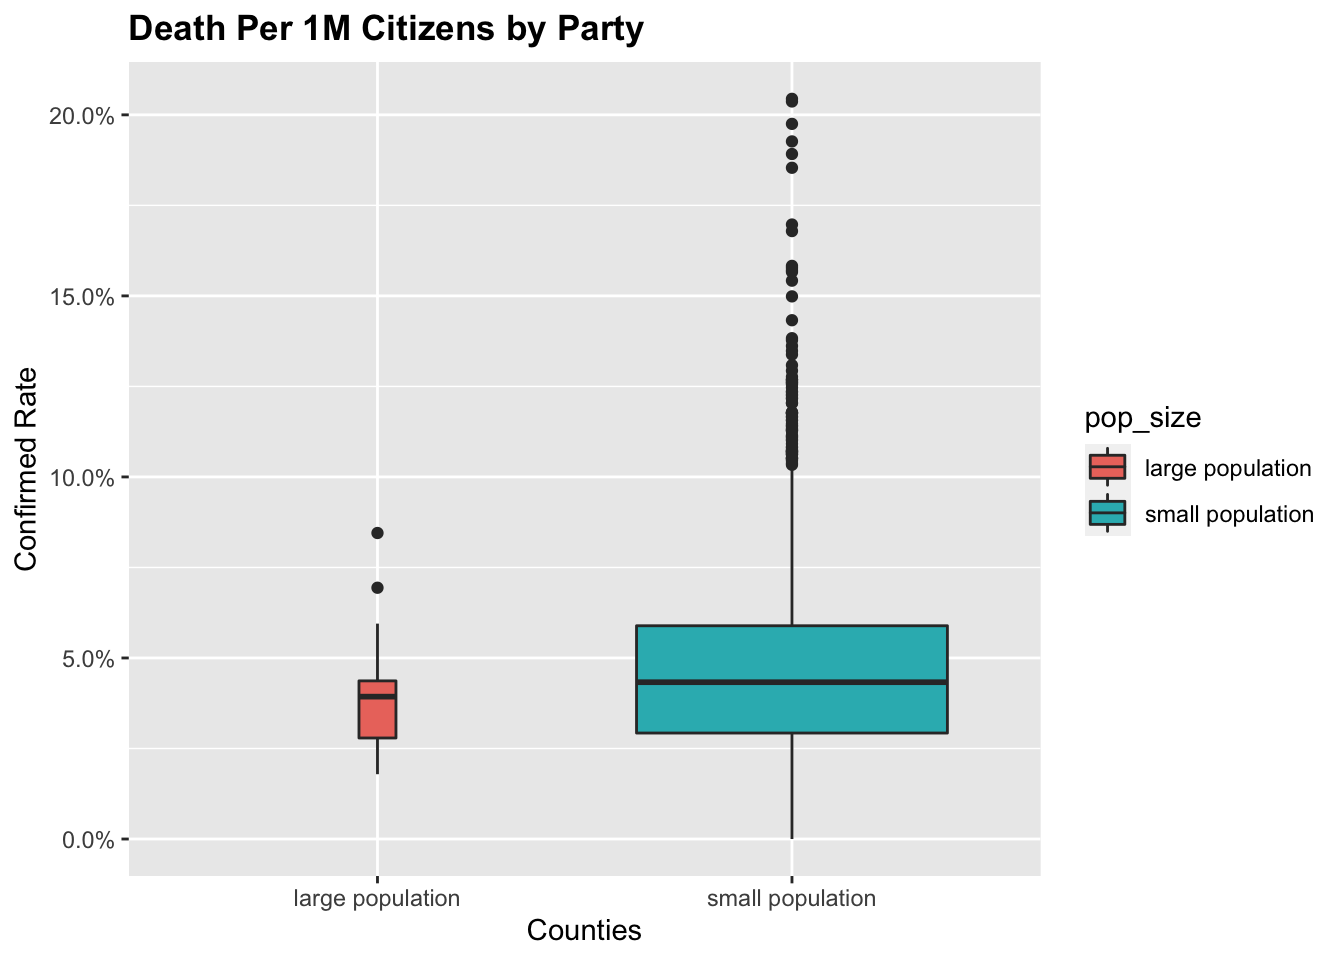 Death Per 1M Citizens by Party
20.0%
15.0%
10.0%
5.0%
0.0%
Confirmed Rate
large population
small population
Counties
pop_size
large population
small population